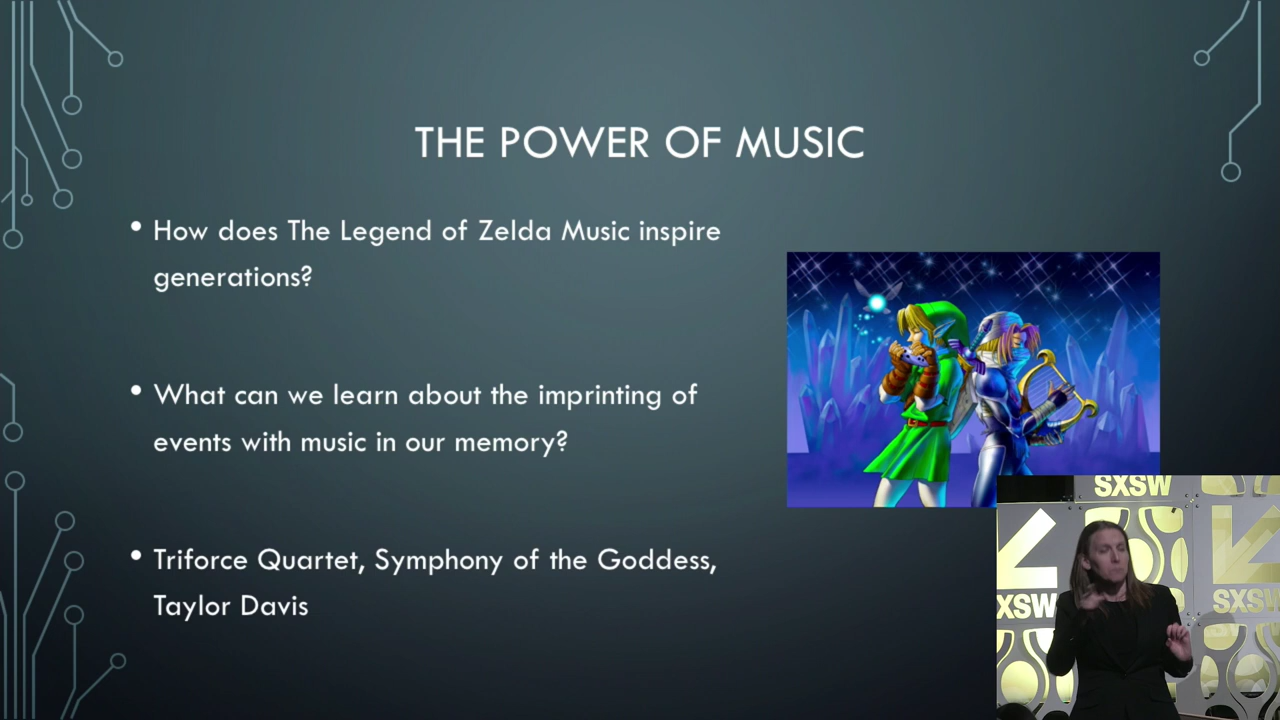 THE POWER OF MUSIC
• How does The Legend of Zelda Music inspire
generations?
• What can we learn about the imprinting of
events with music in our memory?
• Triforce Quartet, Symphony of the Goddess,
Taylor Davis
SXSW
SXSW
SXSW